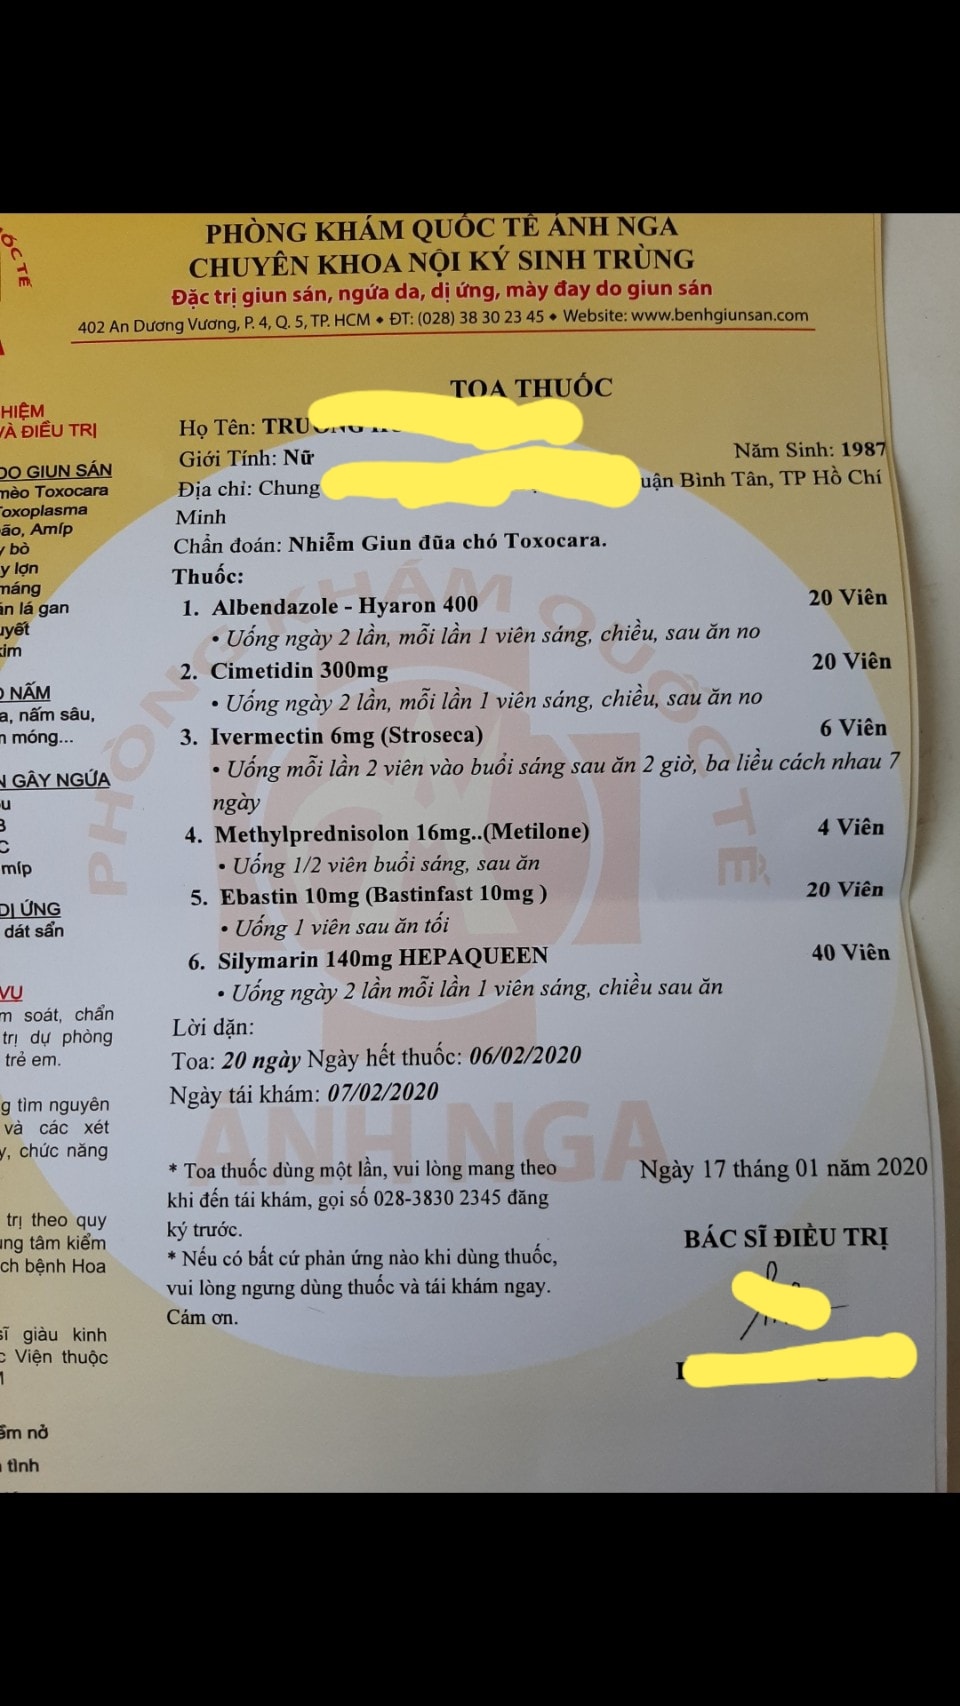 PHÒNG KHÁM QUỐC TẾ ÁNH NGA
CHUYÊN KHOA NỘI KÝ SINH TRÙNG
Đặc trị giun sán, ngứa da, dị ứng, mày đay do giun sán
402 An Dương Vương, P. 4, Q. 5, TP. HCM • ĐT: (028) 38 30 23 45 • Website: www.benhgiunsan.com
ỐC TẾ
HIỆM
VÀ ĐIỀU TRỊ
DO GIUN SÁN
mèo Toxocara
oxoplasma
ão, Amíp
y bò
y lợn
máng
án lá gan
uyết
kim
O NẤM
a, nấm sâu,
n móng...
N GÂY NGỨA
u
B
C
míp
DỊ ỨNG
dát sẩn
VỤ
m soát, chẩn
trị dự phòng
trẻ em.
g tìm nguyên
và các xét
y, chức năng
trị theo quy
ung tâm kiểm
ịch bệnh Hoa
sĩ giàu kinh
c Viện thuộc
ềm nở
tình
TOA THUỐC
Họ Tên: TRƯƠNG
Giới Tính: Nữ
Năm Sinh: 1987
Địa chỉ: Chung uận Bình Tân, TP Hồ Chí
Minh
Chẩn đoán: Nhiễm Giun đũa chó Toxocara.
Thuốc:
1. Albendazole - Hyaron 400 20 Viên
• Uống ngày 2 lần, mỗi lần 1 viên sáng, chiều, sau ăn no
2. Cimetidin 300mg 20 Viên
• Uống ngày 2 lần, mỗi lần 1 viên sáng, chiều, sau ăn no
3. Ivermectin 6mg (Stroseca) 6 Viên
• Uống mỗi lần 2 viên vào buổi sáng sau ăn 2 giờ, ba liều cách nhau 7
ngày
4. Methylprednisolon 16mg..(Metilone) 4 Viên
• Uống 1/2 viên buổi sáng, sau ăn
5. Ebastin 10mg (Bastinfast 10mg ) 20 Viên
• Uống 1 viên sau ăn tối
6. Silymarin 140mg HEPAQUEEN 40 Viên
• Uống ngày 2 lần mỗi lần 1 viên sáng, chiều sau ăn
Lời dặn:
Toa: 20 ngày Ngày hết thuốc: 06/02/2020
Ngày tái khám: 07/02/2020
PHÒNG KHÁM QUỐC TẾ
ÁNH NGA
* Toa thuốc dùng một lần, vui lòng mang theo
khi đến tái khám, gọi số 028-3830 2345 đăng
ký trước.
* Nếu có bất cứ phản ứng nào khi dùng thuốc,
vui lòng ngưng dùng thuốc và tái khám ngay.
Cám ơn.
Ngày 17 tháng 01 năm 2020
BÁC SĨ ĐIỀU TRỊ